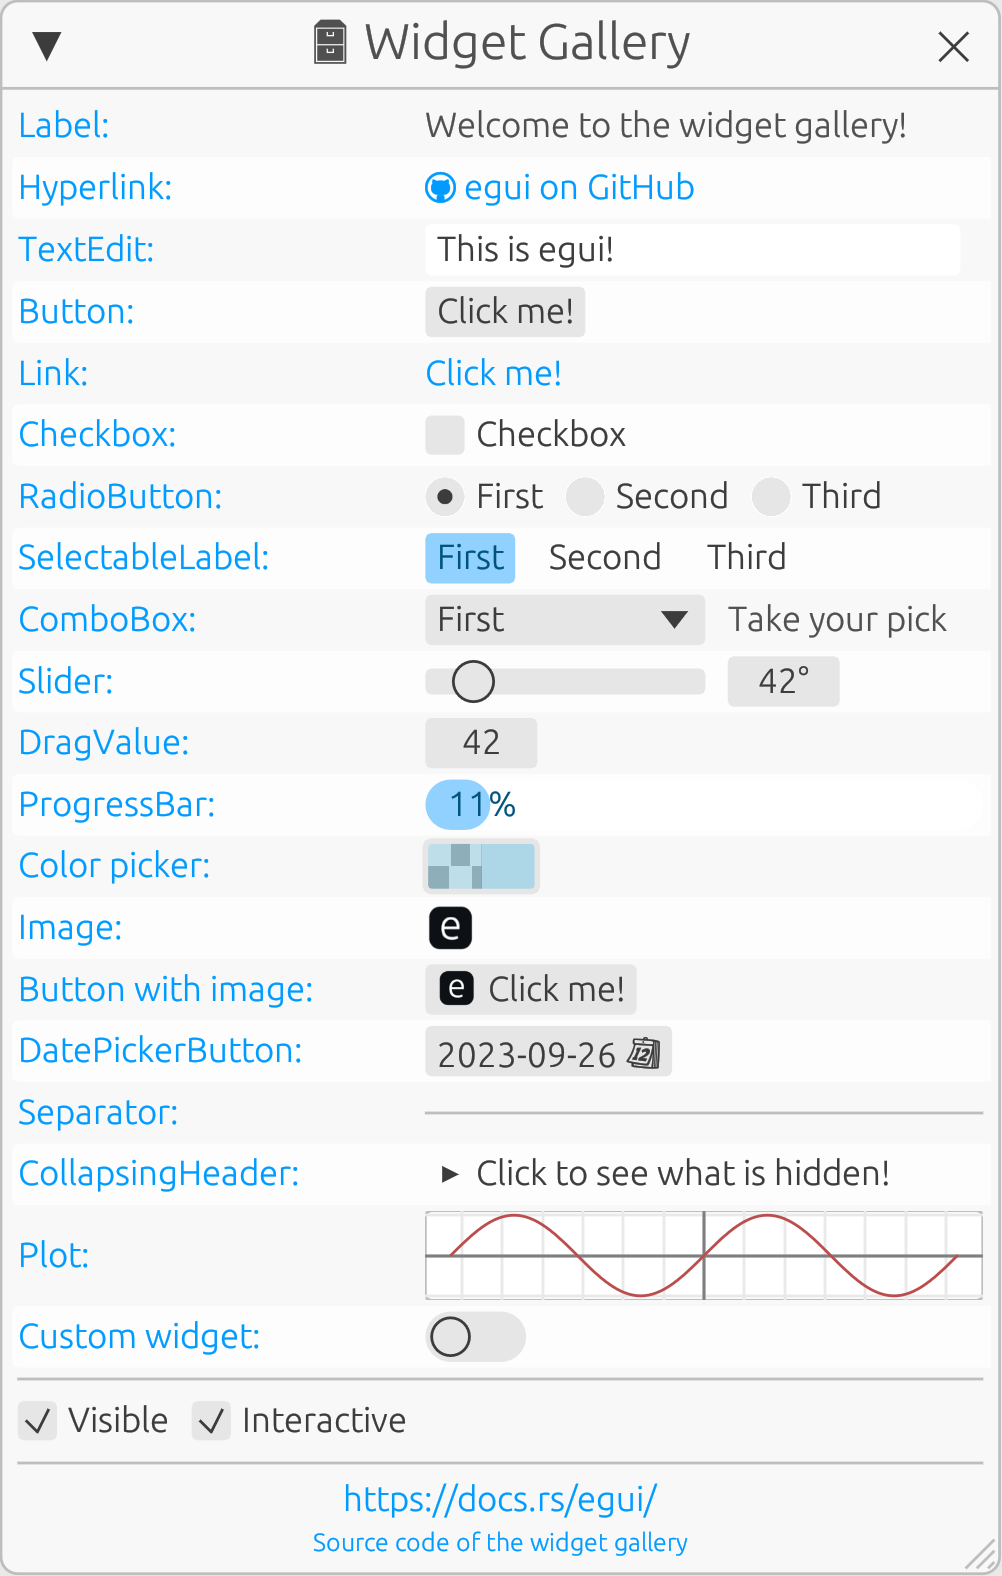 Widget Gallery
Label: Welcome to the widget gallery!
Hyperlink: egui on GitHub
TextEdit: This is egui!
Button: Click me!
Link: Click me!
Checkbox: Checkbox
RadioButton: First Second Third
SelectableLabel: First Second Third
ComboBox: First Take your pick
Slider: 42°
DragValue: 42
ProgressBar: 11%
Color picker:
Image: e
Button with image: e Click me!
DatePickerButton: 2023-09-26 12
Separator:
CollapsingHeader: Click to see what is hidden!
Plot:
Custom widget:
Visible Interactive
https://docs.rs/egui/
Source code of the widget gallery